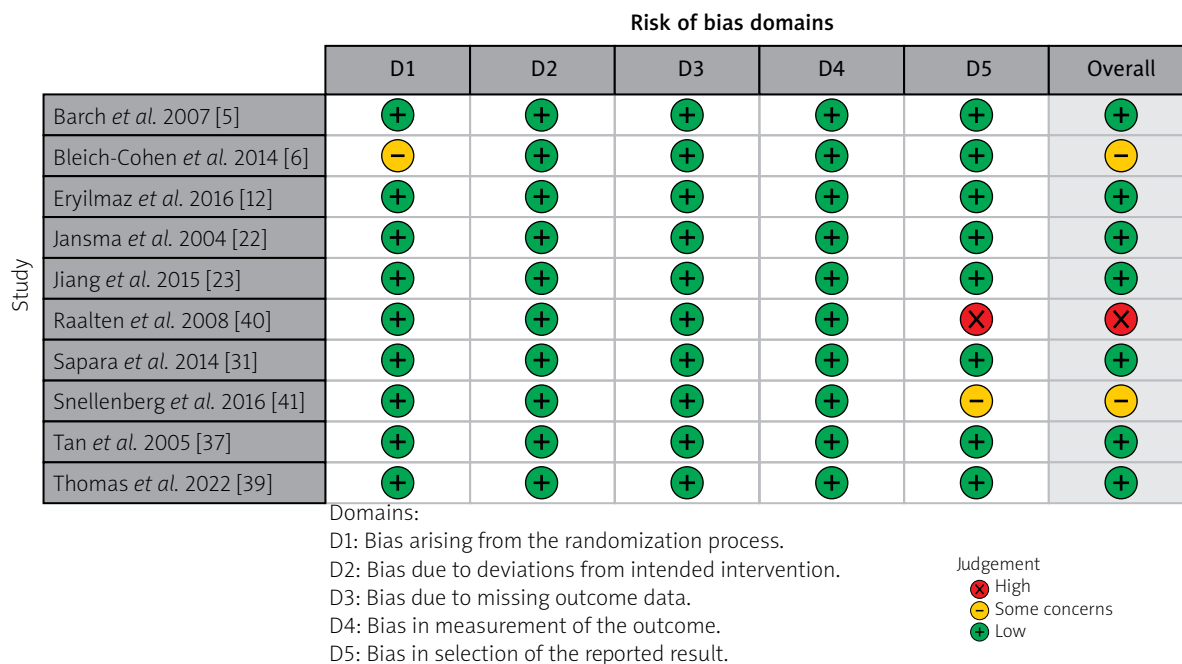 Risk of bias domains
D1 D2 D3 D4 D5 Overall
Study
Barch et al. 2007 [5] + + + + + +
Bleich-Cohen et al. 2014 [6] − + + + + −
Eryilmaz et al. 2016 [12] + + + + + +
Jansma et al. 2004 [22] + + + + + +
Jiang et al. 2015 [23] + + + + + +
Raalten et al. 2008 [40] + + + + X X
Sapara et al. 2014 [31] + + + + + +
Snellenberg et al. 2016 [41] + + + + − −
Tan et al. 2005 [37] + + + + + +
Thomas et al. 2022 [39] + + + + + +
Domains:
D1: Bias arising from the randomization process.
D2: Bias due to deviations from intended intervention.
D3: Bias due to missing outcome data.
D4: Bias in measurement of the outcome.
D5: Bias in selection of the reported result.
Judgement
X High
− Some concerns
+ Low